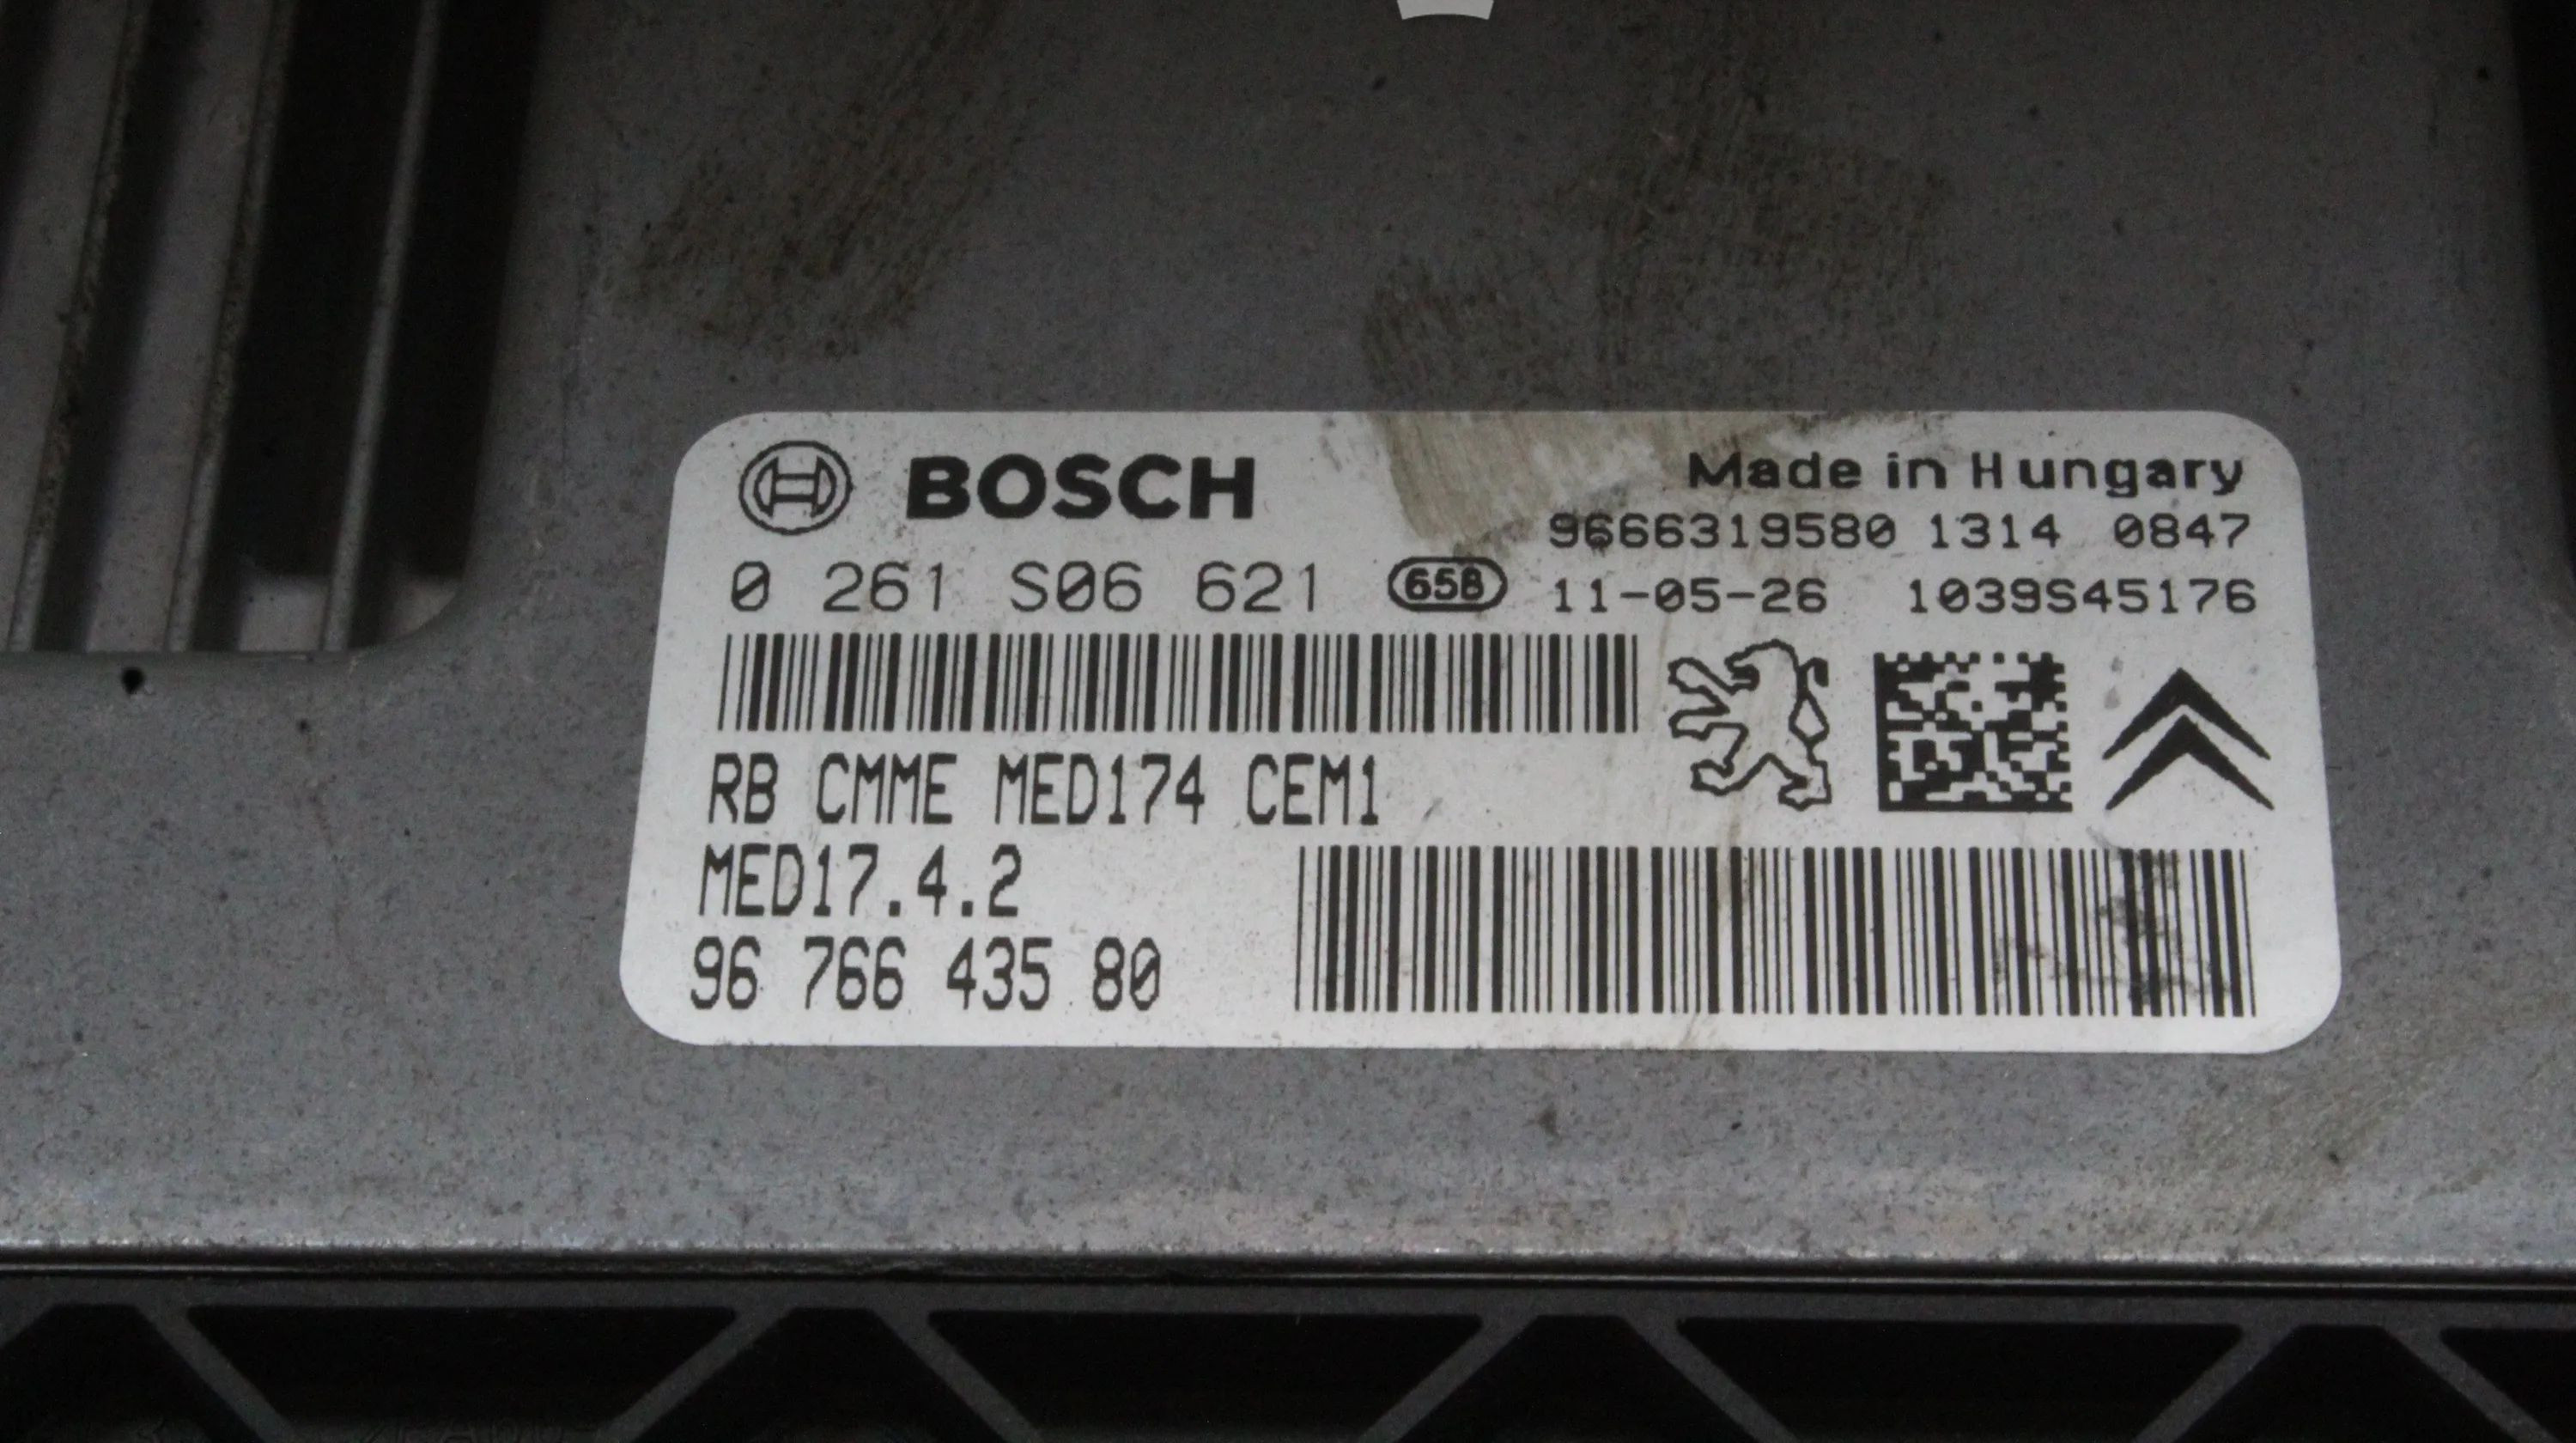 BOSCH
Made in Hungary
9666319580 1314 0847
0 261 S06 621 65B 11-05-26 1039S45176
RB CMME MED174 CEM1
MED17.4.2
96 766 435 80